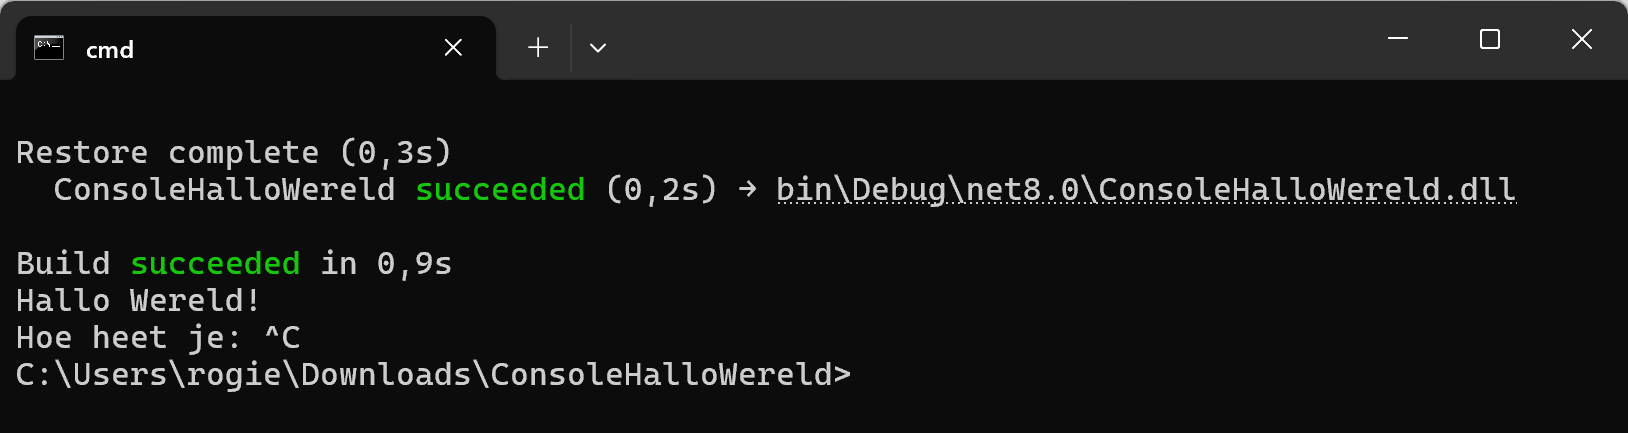 cmd
Restore complete (0,3s)
ConsoleHalloWereld succeeded (0,2s) → bin\Debug\net8.0\ConsoleHalloWereld.dll
Build succeeded in 0,9s
Hallo Wereld!
Hoe heet je: ^C
C:\Users\rogie\Downloads\ConsoleHalloWereld>